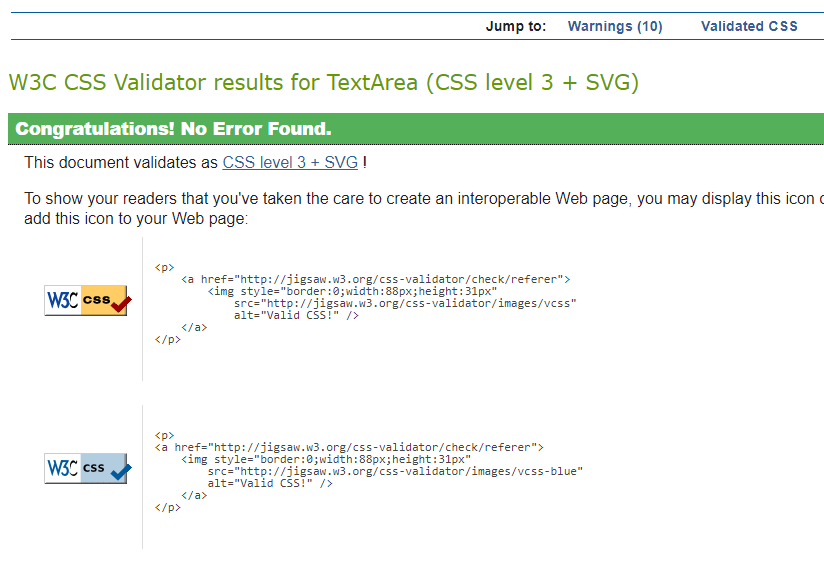 Jump to: Warnings (10) Validated CSS
W3C CSS Validator results for TextArea (CSS level 3 + SVG)
Congratulations! No Error Found.
This document validates as CSS level 3 + SVG !
To show your readers that you've taken the care to create an interoperable Web page, you may display this icon
add this icon to your Web page:
<p>
<a href="http://jigsaw.w3.org/css-validator/check/referer">
<img style="border:0;width:88px;height:31px"
W3C css
src="http://jigsaw.w3.org/css-validator/images/vcss"
alt="Valid CSS!" />
</a>
</p>
<p>
<a href="http://jigsaw.w3.org/css-validator/check/referer">
<img style="border:0;width:88px;height:31px"
W3C css
src="http://jigsaw.w3.org/css-validator/images/vcss-blue"
alt="Valid CSS!" />
</a>
</p>